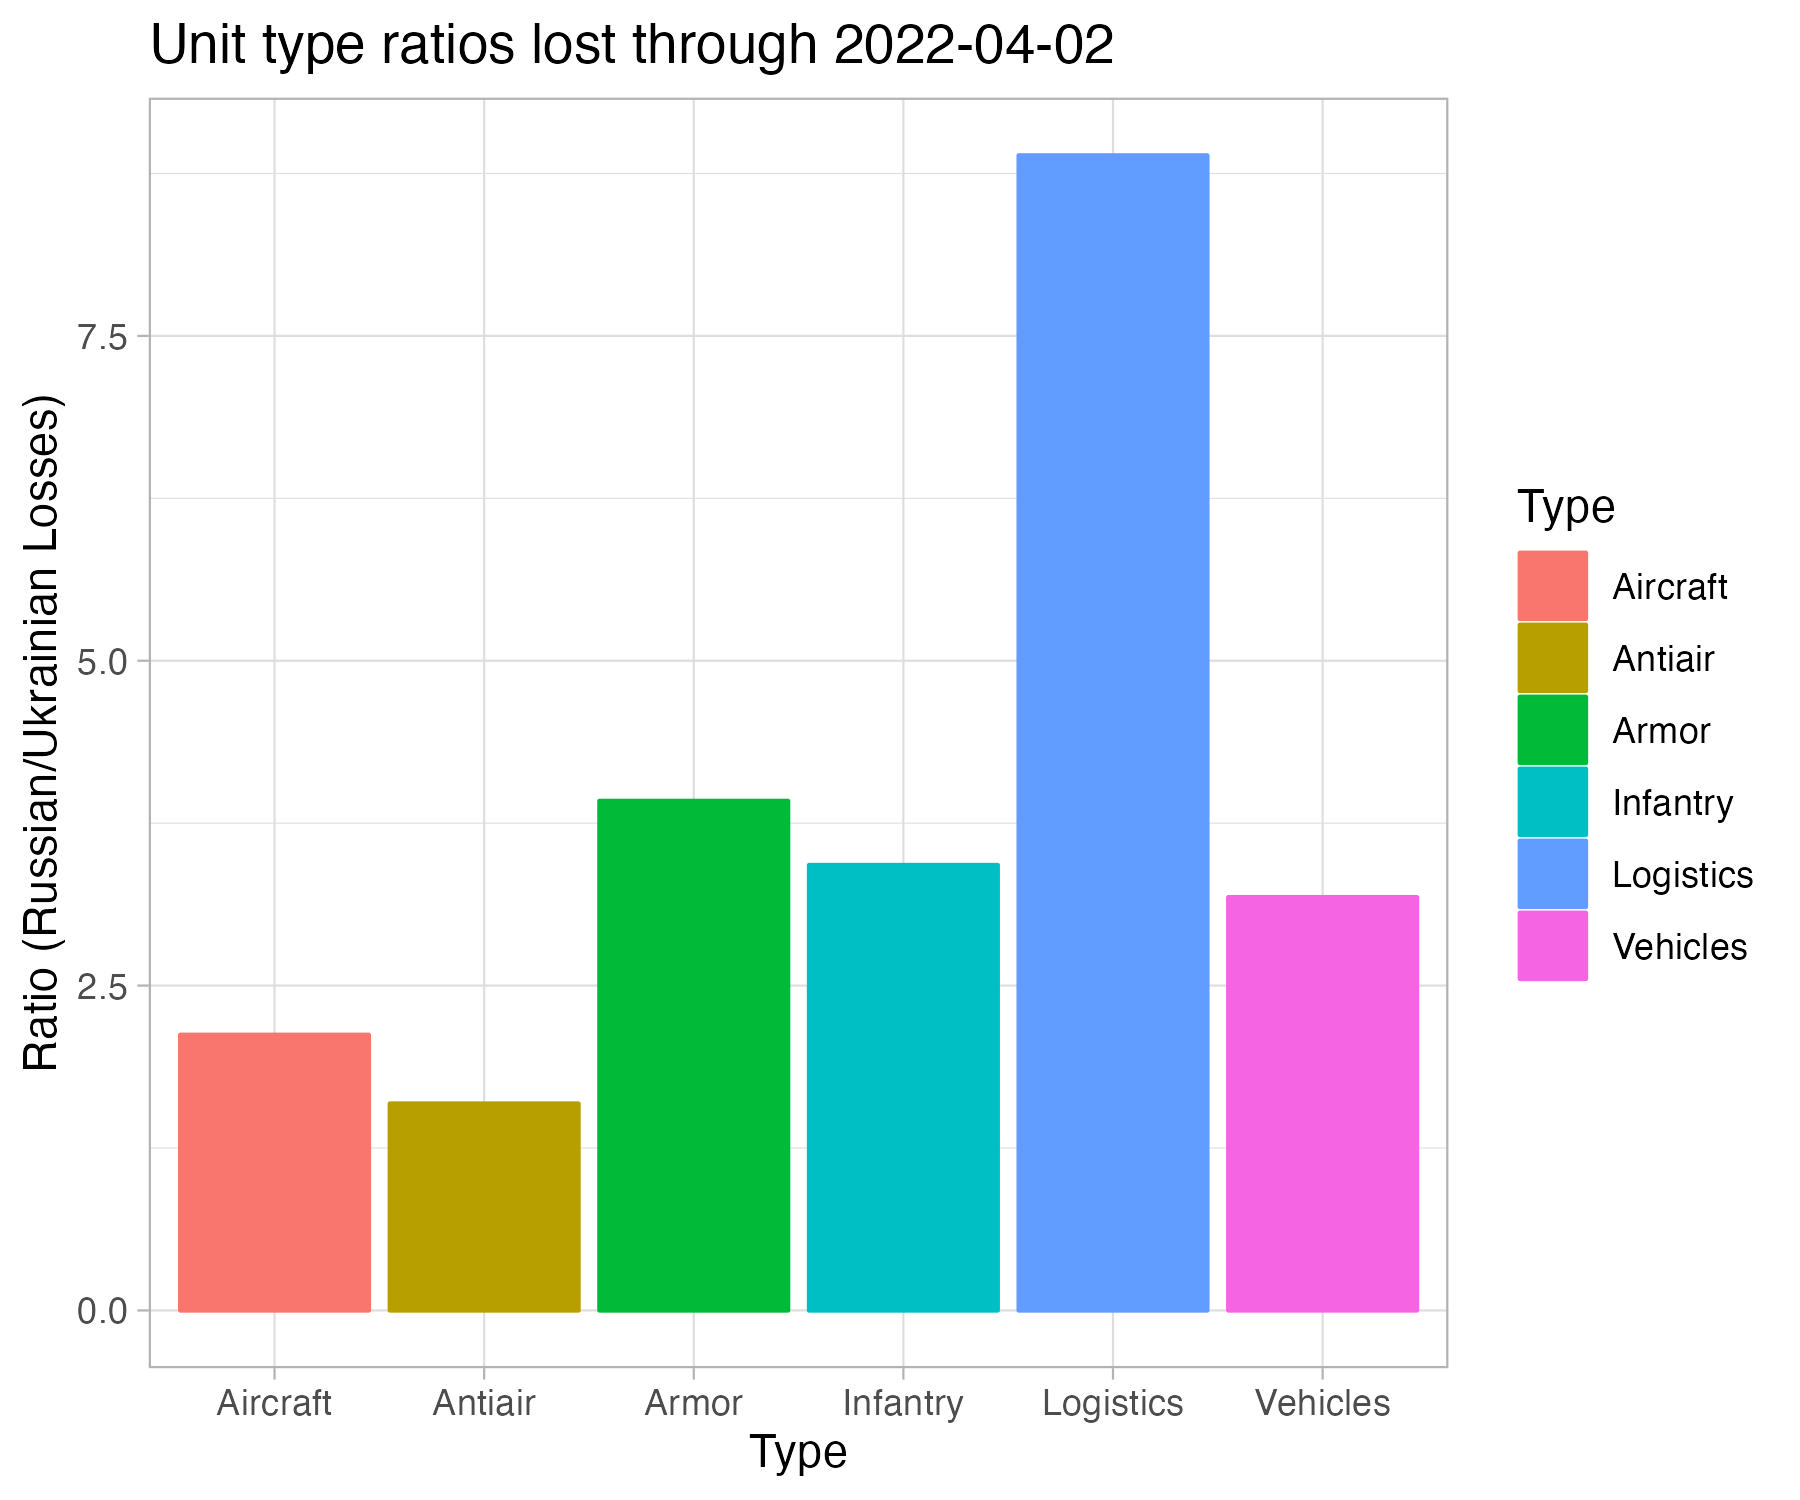 Unit type ratios lost through 2022-04-02
Ratio (Russian/Ukrainian Losses)
7.5
5.0
2.5
0.0
Aircraft
Antiair
Armor
Infantry
Logistics
Vehicles
Type
Type
Aircraft
Antiair
Armor
Infantry
Logistics
Vehicles